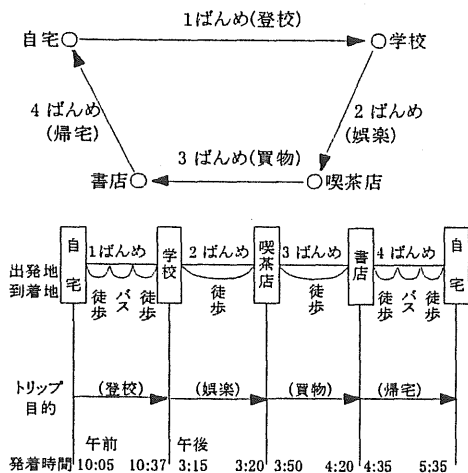 1ばんめ(登校)
自宅
学校
4ばんめ
(帰宅)
2ばんめ
(娯楽)
3ばんめ(買物)
書店
喫茶店
自宅 1ばんめ 学校 2ばんめ 喫茶店 3ばんめ 書店 4ばんめ 自宅
出発地
到着地
徒歩 バス 徒歩 徒歩 徒歩 徒歩 バス 徒歩
トリップ
目的
(登校) (娯楽) (買物) (帰宅)
午前 午後
発着時間 10:05 10:37 3:15 3:20 3:50 4:20 4:35 5:35